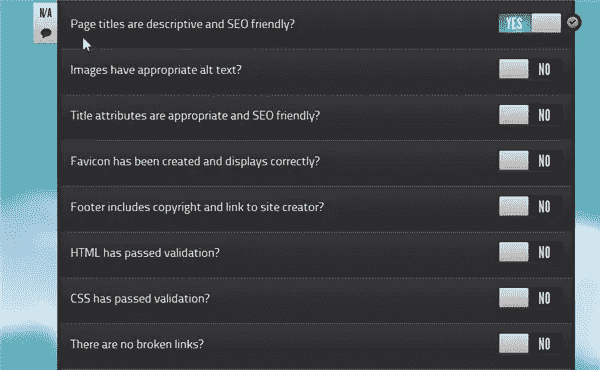 N/A
Page titles are descriptive and SEO friendly? YES
Images have appropriate alt text? NO
Title attributes are appropriate and SEO friendly? NO
Favicon has been created and displays correctly? NO
Footer includes copyright and link to site creator? NO
HTML has passed validation? NO
CSS has passed validation? NO
There are no broken links? NO